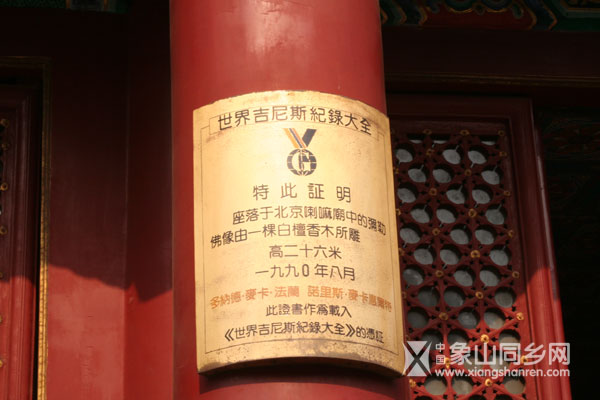 世界吉尼斯紀錄大全
G
特此証明
座落于北京喇嘛廟中的彌勒
佛像由一棵白檀香木所雕
高二十六米
一九九0年八月
多納德·麥卡·法蘭 諾里斯·麥卡
此證書作爲載入
《世界吉尼斯紀錄大全》的憑証
中国象山同乡网
www.xiangshanren.com